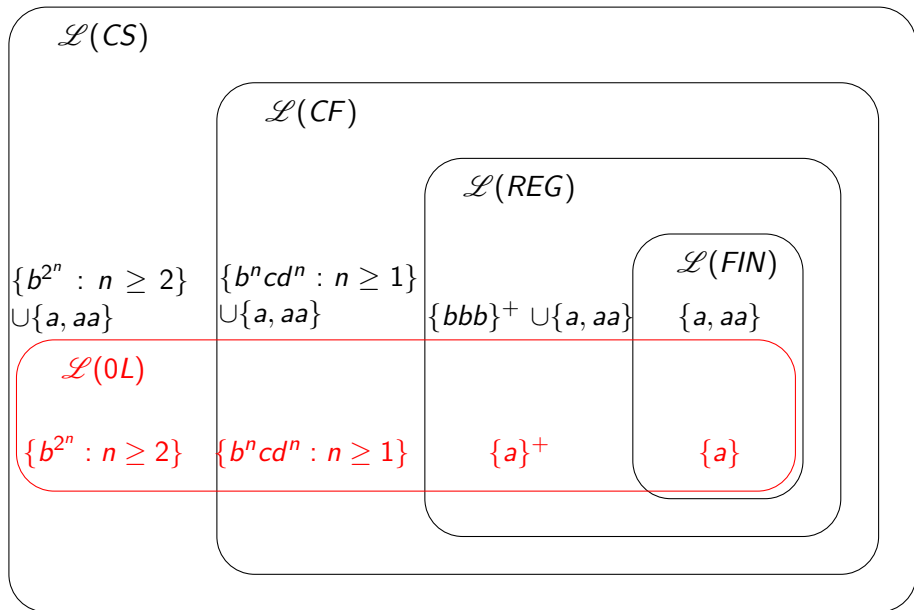 ℒ(CS)
ℒ(CF)
ℒ(REG)
ℒ(FIN)
{b^{2^n} : n ≥ 2}
∪{a, aa}
{b^n cd^n : n ≥ 1}
∪{a, aa}
{bbb}^+ ∪{a, aa}
{a, aa}
ℒ(0L)
{b^{2^n} : n ≥ 2}
{b^n cd^n : n ≥ 1}
{a}^+
{a}